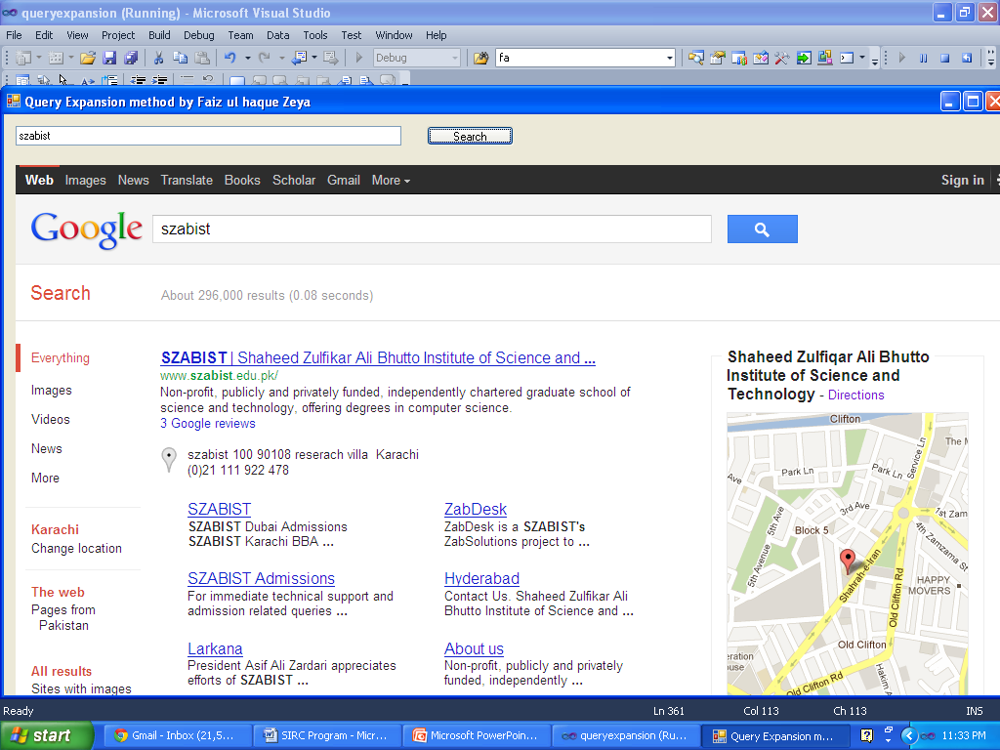 queryexpansion (Running) - Microsoft Visual Studio
File Edit View Project Build Debug Team Data Tools Test Window Help
Debug fa
Query Expansion method by Faiz ul haque Zeya
szabist Search
Web Images News Translate Books Scholar Gmail More Sign in
Google szabist
Search About 296,000 results (0.08 seconds)
Everything
Images
Videos
News
More
Karachi
Change location
The web
Pages from
Pakistan
All results
Sites with images
SZABIST | Shaheed Zulfikar Ali Bhutto Institute of Science and ...
www.szabist.edu.pk/
Non-profit, publicly and privately funded, independently chartered graduate school of
science and technology, offering degrees in computer science.
3 Google reviews
szabist 100 90108 reserach villa Karachi
(0)21 111 922 478
SZABIST
SZABIST Dubai Admissions
SZABIST Karachi BBA ...
ZabDesk
ZabDesk is a SZABIST's
ZabSolutions project to ...
SZABIST Admissions
For immediate technical support and
admission related queries ...
Hyderabad
Contact Us. Shaheed Zulfikar Ali
Bhutto Institute of Science and ...
Larkana
President Asif Ali Zardari appreciates
efforts of SZABIST ...
About us
Non-profit, publicly and privately
funded, independently ...
Shaheed Zulfiqar Ali Bhutto
Institute of Science and
Technology - Directions
Clifton
The M
Service Ln
Park Ln
Park Ln
Ave
3rd Ave
1st Zam
5th Ave
Block 5
4th Zamzama St
5th Avenue
Shahrah-e-Iran
HAPPY
MOVERS
Old Clifton Rd
Old Clifton
eration
House
Hakim A
Old Clifton Rd
Ready Ln 361 Col 113 Ch 113 INS
start Gmail - Inbox (21,5... SIRC Program - Micr... Microsoft PowerPoin... queryexpansion (Ru... Query Expansion m... 11:33 PM